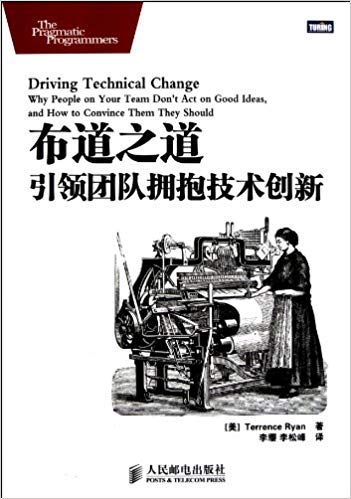 The
Pragmatic
Programmers
TURING
Driving Technical Change
Why People on Your Team Don't Act on Good Ideas,
and How to Convince Them They Should
布道之道
引领团队拥抱技术创新
[美] Terrence Ryan 著
李璎 李松峰 译
人民邮电出版社
POSTS & TELECOM PRESS